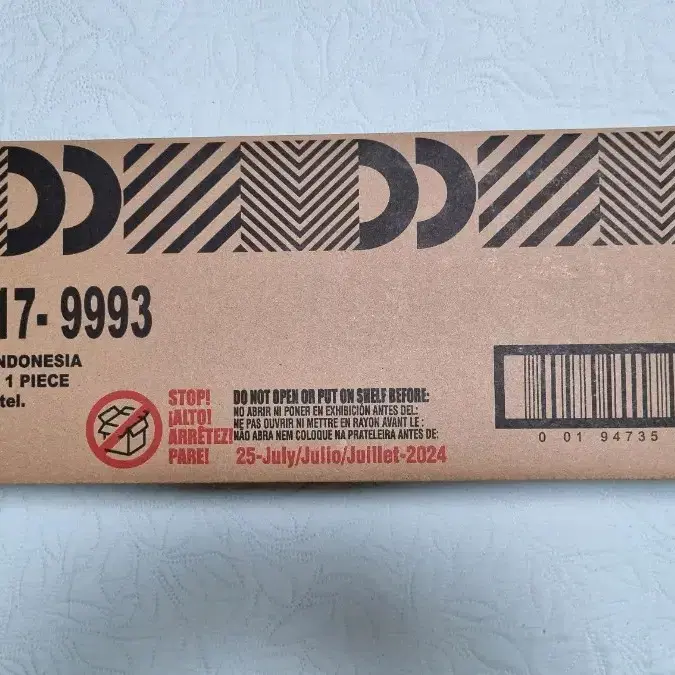 17- 9993
NDONESIA
1 PIECE
tel.
STOP!
¡ALTO!
ARRÊTEZ!
PARE!
DO NOT OPEN OR PUT ON SHELF BEFORE:
NO ABRIR NI PONER EN EXHIBICIÓN ANTES DEL:
NE PAS OUVRIR NI METTRE EN RAYON AVANT LE :
NÃO ABRA NEM COLOQUE NA PRATELEIRA ANTES DE:
25-July/Julio/Juillet-2024
0 01 94735